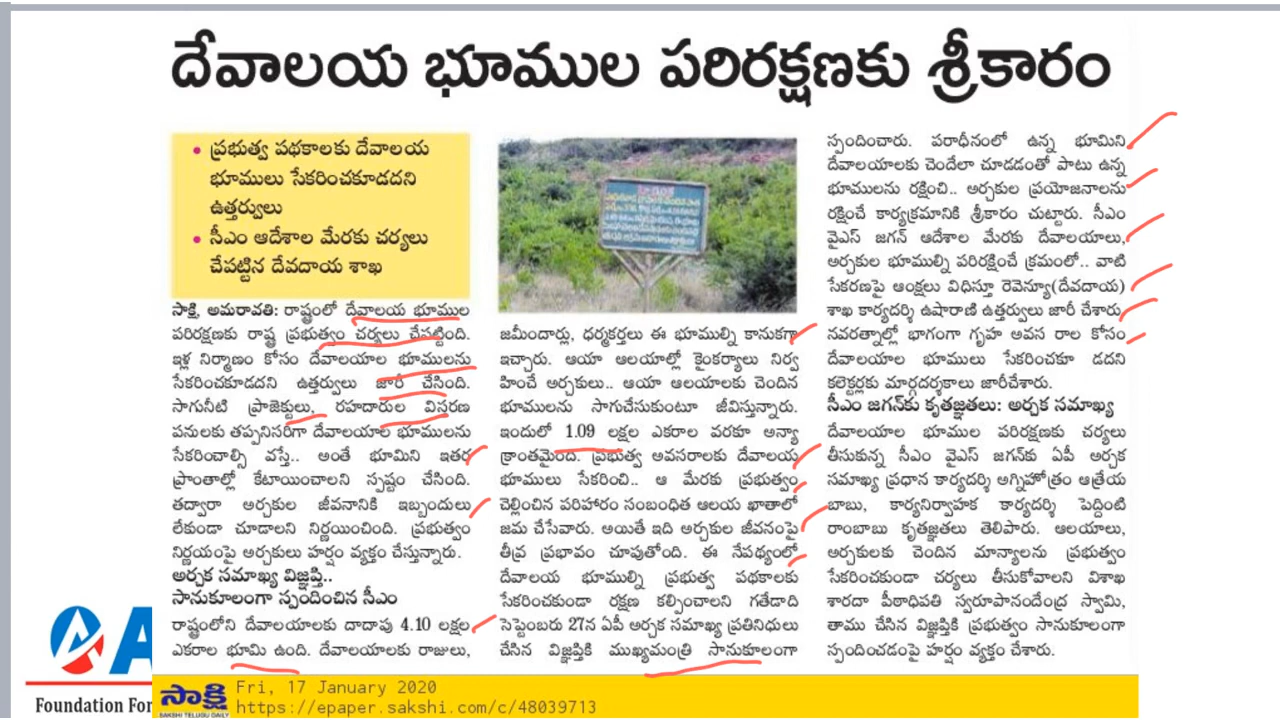 దేవాలయ భూముల పరిరక్షణకు శ్రీకారం
• ప్రభుత్వ పథకాలకు దేవాలయ
భూములు సేకరించకూడదని
ఉత్తర్వులు
• సీఎం ఆదేశాల మేరకు చర్యలు
చేపట్టిన దేవదాయ శాఖ
సాక్షి, అమరావతి: రాష్ట్రంలో దేవాలయ భూముల
పరిరక్షణకు రాష్ట్ర ప్రభుత్వం చర్యలు చేపట్టింది.
ఇళ్ల నిర్మాణం కోసం దేవాలయాల భూములను
సేకరించకూడదని ఉత్తర్వులు జారీ చేసింది.
సాగునీటి ప్రాజెక్టులు, రహదారుల విస్తరణ
పనులకు తప్పనిసరిగా దేవాలయాల భూములను
సేకరించాల్సి వస్తే.. అంతే భూమిని ఇతర
ప్రాంతాల్లో కేటాయించాలని స్పష్టం చేసింది.
తద్వారా అర్చకుల జీవనానికి ఇబ్బందులు
లేకుండా చూడాలని నిర్ణయించింది. ప్రభుత్వం
నిర్ణయంపై అర్చకులు హర్షం వ్యక్తం చేస్తున్నారు.
అర్చక సమాఖ్య విజ్ఞప్తి..
సానుకూలంగా స్పందించిన సీఎం
రాష్ట్రంలోని దేవాలయాలకు దాదాపు 4.10 లక్షల
ఎకరాల భూమి ఉంది. దేవాలయాలకు రాజులు,
జమీందార్లు, ధర్మకర్తలు ఈ భూముల్ని కానుకగా
ఇచ్చారు. ఆయా ఆలయాల్లో కైంకర్యాలు నిర్వ
హించే అర్చకులు.. ఆయా ఆలయాలకు చెందిన
భూములను సాగుచేసుకుంటూ జీవిస్తున్నారు.
ఇందులో 1.09 లక్షల ఎకరాల వరకూ అన్యా
క్రాంతమైంది. ప్రభుత్వ అవసరాలకు దేవాలయ
భూములు సేకరించి.. ఆ మేరకు ప్రభుత్వం
చెల్లించిన పరిహారం సంబంధిత ఆలయ ఖాతాలో
జమ చేసేవారు. అయితే ఇది అర్చకుల జీవనంపై
తీవ్ర ప్రభావం చూపుతోంది. ఈ నేపథ్యంలో
దేవాలయ భూముల్ని ప్రభుత్వ పథకాలకు
సేకరించకుండా రక్షణ కల్పించాలని గతేడాది
సెప్టెంబరు 27న ఏపీ అర్చక సమాఖ్య ప్రతినిధులు
చేసిన విజ్ఞప్తికి ముఖ్యమంత్రి సానుకూలంగా
స్పందించారు. పరాధీనంలో ఉన్న భూమిని
దేవాలయాలకు చెందేలా చూడడంతో పాటు ఉన్న
భూములను రక్షించి.. అర్చకుల ప్రయోజనాలను
రక్షించే కార్యక్రమానికి శ్రీకారం చుట్టారు. సీఎం
వైఎస్ జగన్ ఆదేశాల మేరకు దేవాలయాలు,
అర్చకుల భూముల్ని పరిరక్షించే క్రమంలో.. వాటి
సేకరణపై ఆంక్షలు విధిస్తూ రెవెన్యూ(దేవదాయ)
శాఖ కార్యదర్శి ఉషారాణి ఉత్తర్వులు జారీ చేశారు
నవరత్నాల్లో భాగంగా గృహ అవస రాల కోసం
దేవాలయాల భూములు సేకరించకూ డదని
కలెక్టర్లకు మార్గదర్శకాలు జారీచేశారు.
సీఎం జగన్‌కు కృతజ్ఞతలు: అర్చక సమాఖ్య
దేవాలయాల భూముల పరిరక్షణకు చర్యలు
తీసుకున్న సీఎం వైఎస్ జగన్‌కు ఏపీ అర్చక
సమాఖ్య ప్రధాన కార్యదర్శి అగ్నిహోత్రం ఆత్రేయ
బాబు, కార్యనిర్వాహక కార్యదర్శి పెద్దింటి
రాంబాబు కృతజ్ఞతలు తెలిపారు. ఆలయాలు,
అర్చకులకు చెందిన మాన్యాలను ప్రభుత్వం
సేకరించకుండా చర్యలు తీసుకోవాలని విశాఖ
శారదా పీఠాధిపతి స్వరూపానందేంద్ర స్వామి,
తాము చేసిన విజ్ఞప్తికి ప్రభుత్వం సానుకూలంగా
స్పందించడంపై హర్షం వ్యక్తం చేశారు.
A
Foundation For
సాక్షి
SAKSHI TELUGU DAILY
Fri, 17 January 2020
https://epaper.sakshi.com/c/48039713